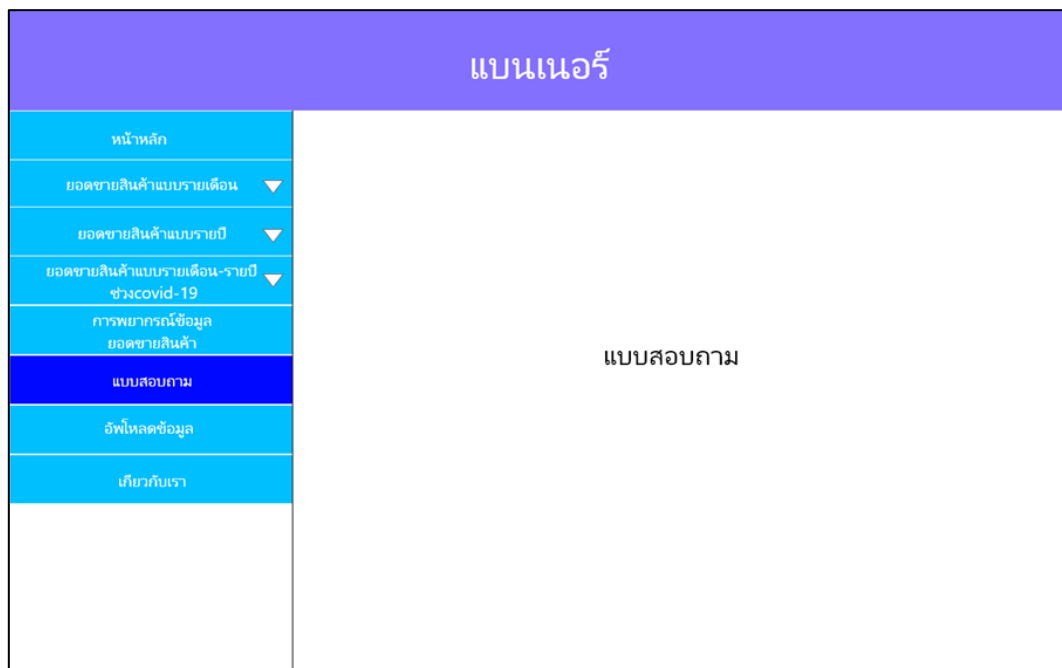 แบนเนอร์
หน้าหลัก
ยอดขายสินค้าแบบรายเดือน
ยอดขายสินค้าแบบรายปี
ยอดขายสินค้าแบบรายเดือน-รายปี
ช่วงcovid-19
การพยากรณ์ข้อมูล
ยอดขายสินค้า
แบบสอบถาม
อัพโหลดข้อมูล
เกี่ยวกับเรา
แบบสอบถาม